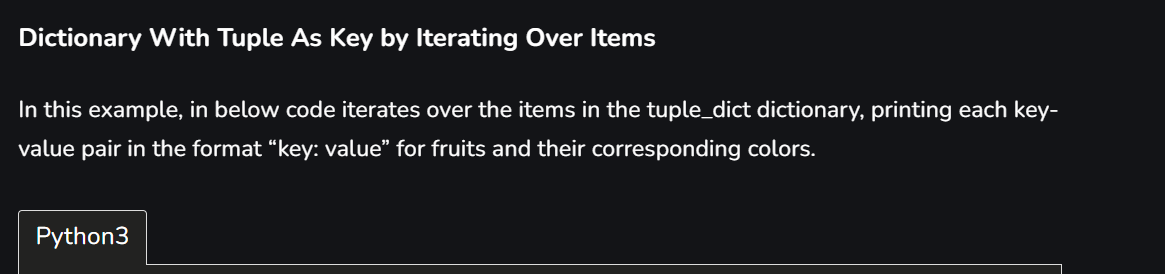 Dictionary With Tuple As Key by Iterating Over Items
In this example, in below code iterates over the items in the tuple_dict dictionary, printing each key-
value pair in the format “key: value” for fruits and their corresponding colors.
Python3